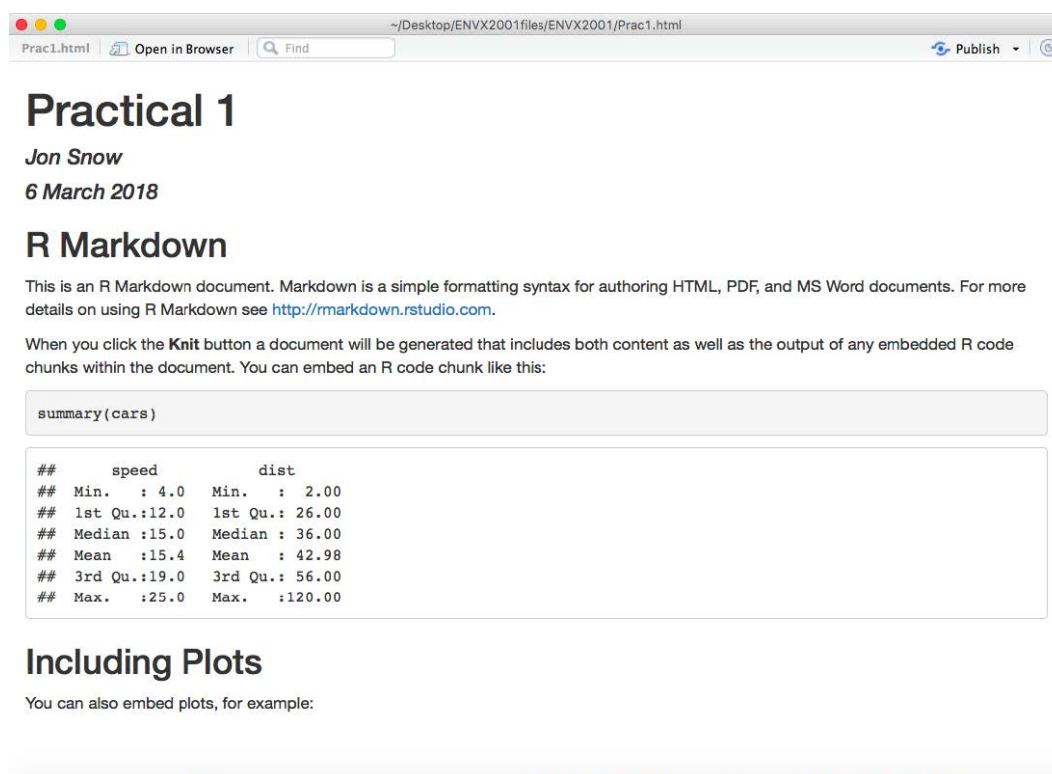 ~/Desktop/ENVX2001files/ENVX2001/Prac1.html
Prac1.html Open in Browser Find Publish
Practical 1
Jon Snow
6 March 2018
R Markdown
This is an R Markdown document. Markdown is a simple formatting syntax for authoring HTML, PDF, and MS Word documents. For more
details on using R Markdown see http://rmarkdown.rstudio.com.
When you click the Knit button a document will be generated that includes both content as well as the output of any embedded R code
chunks within the document. You can embed an R code chunk like this:
summary(cars)
##      speed           dist
##  Min.   : 4.0   Min.   :  2.00
##  1st Qu.:12.0   1st Qu.: 26.00
##  Median :15.0   Median : 36.00
##  Mean   :15.4   Mean   : 42.98
##  3rd Qu.:19.0   3rd Qu.: 56.00
##  Max.   :25.0   Max.   :120.00
Including Plots
You can also embed plots, for example: